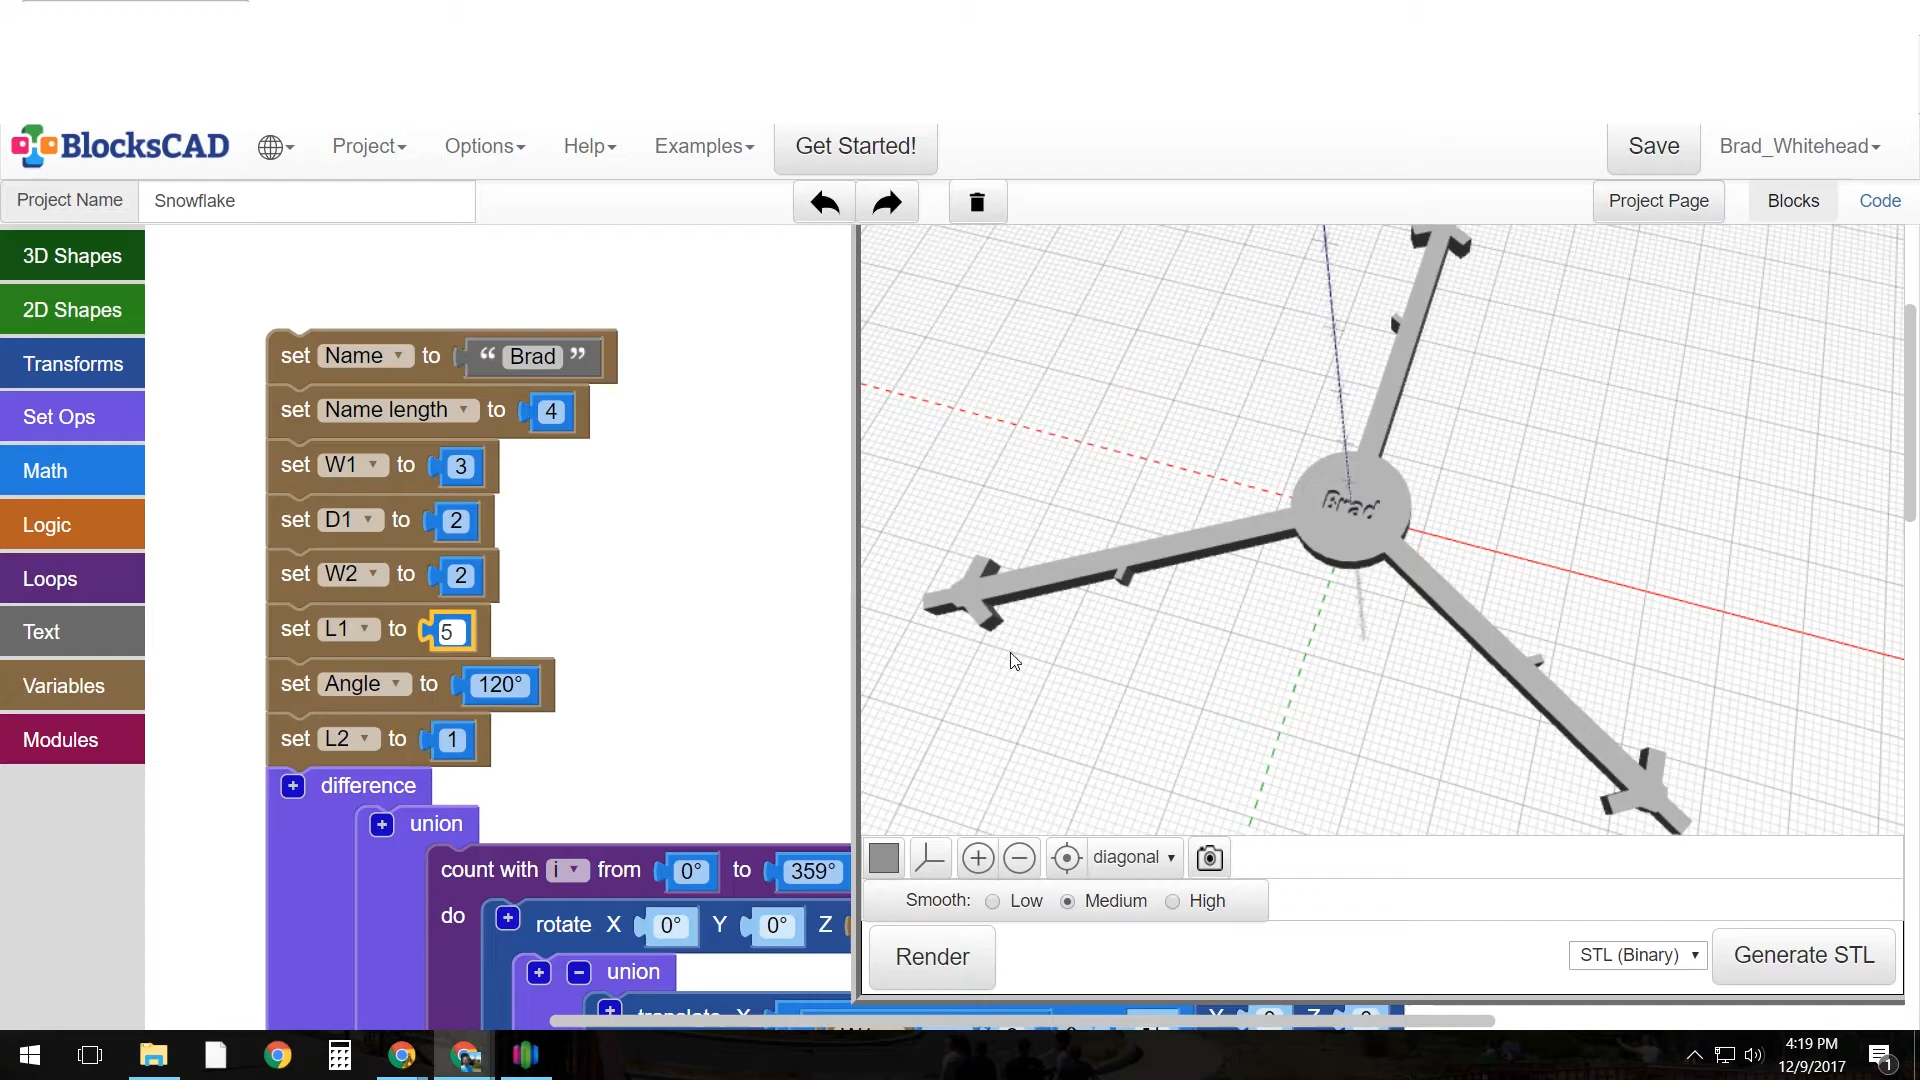 BlocksCAD Project Options Help Examples Get Started! Save Brad_Whitehead
Project Name Snowflake Project Page Blocks Code
3D Shapes
2D Shapes
Transforms
Set Ops
Math
Logic
Loops
Text
Variables
Modules
set Name to “ Brad ”
set Name length to 4
set W1 to 3
set D1 to 2
set W2 to 2
set L1 to 5
set Angle to 120°
set L2 to 1
+ difference
+ union
count with i from 0° to 359°
do + rotate X 0° Y 0° Z
+ - union
+ translate X Y Z
Brad
diagonal
Smooth: Low Medium High
Render STL (Binary) Generate STL
4:19 PM
12/9/2017
1